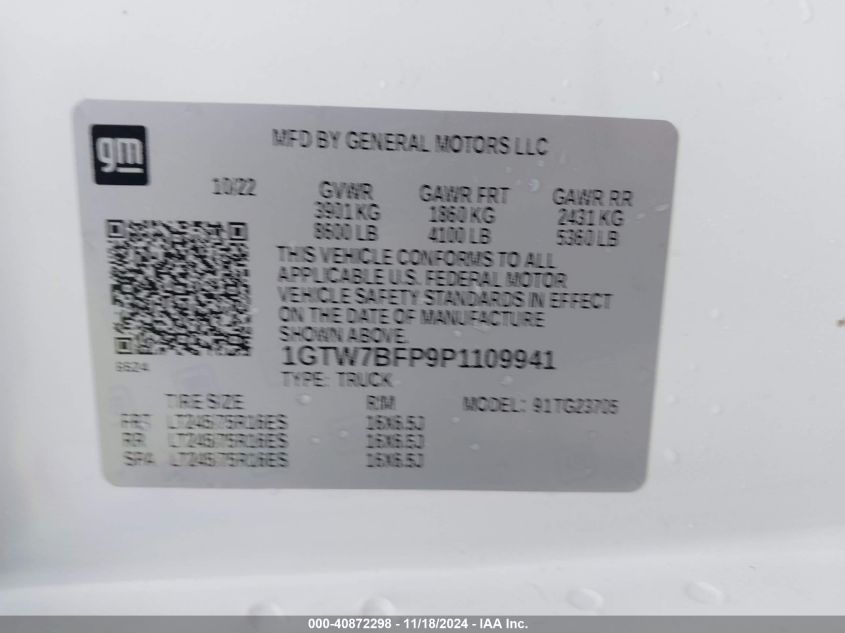 gm
MFD BY GENERAL MOTORS LLC
10/22 GVWR GAWR FRT GAWR RR
3901 KG 1860 KG 2431 KG
8600 LB 4100 LB 5360 LB
THIS VEHICLE CONFORMS TO ALL
APPLICABLE U.S. FEDERAL MOTOR
VEHICLE SAFETY STANDARDS IN EFFECT
ON THE DATE OF MANUFACTURE
SHOWN ABOVE.
6624 1GTW7BFP9P1109941
TYPE: TRUCK
TIRE SIZE RIM MODEL: 91TG23705
FRT LT245/75R16ES 16X6.5J
RR LT245/75R16ES 16X6.5J
SPA LT245/75R16ES 16X6.5J
000-40872298 - 11/18/2024 - IAA Inc.